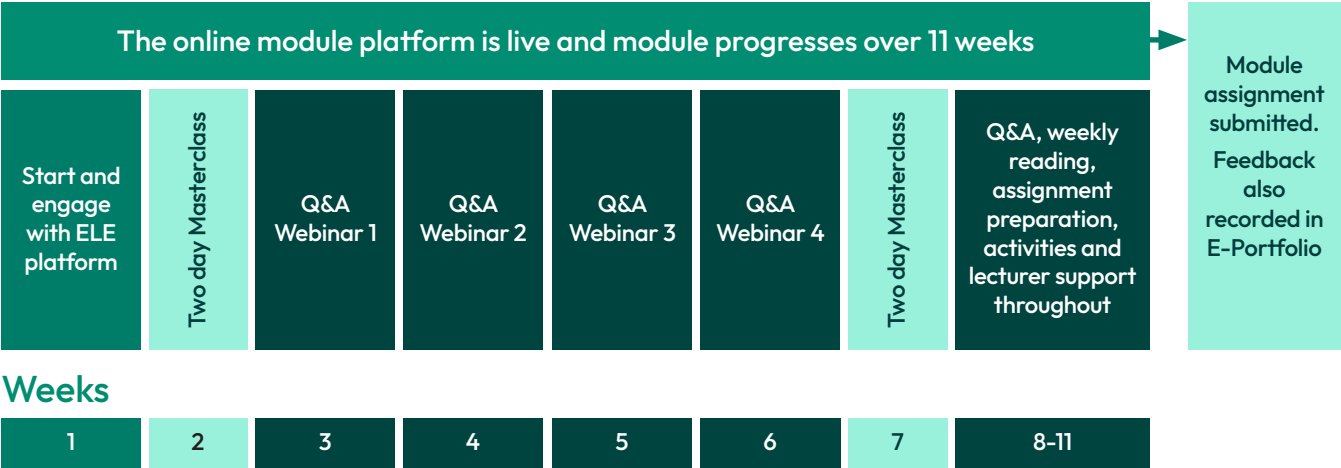 The online module platform is live and module progresses over 11 weeks
Start and
engage
with ELE
platform
Two day Masterclass
Q&A
Webinar 1
Q&A
Webinar 2
Q&A
Webinar 3
Q&A
Webinar 4
Two day Masterclass
Q&A, weekly
reading,
assignment
preparation,
activities and
lecturer support
throughout
Module
assignment
submitted.
Feedback
also
recorded in
E-Portfolio
Weeks
1
2
3
4
5
6
7
8-11